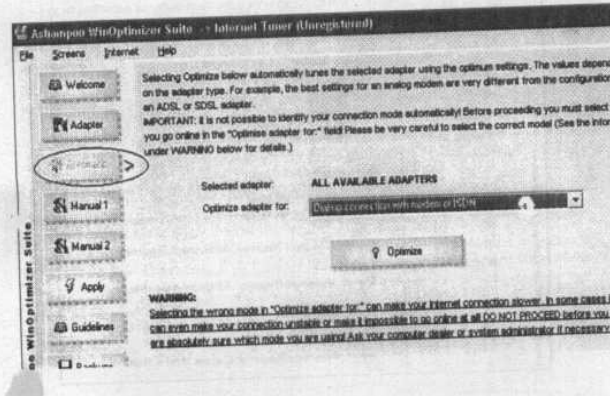 Ashampoo WinOptimizer Suite -> Internet Tuner (Unregistered)
File Screens Internet Help
Welcome
Adapter
>
Manual 1
Manual 2
Apply
Guidelines
Selecting Optimize below automatically tunes the selected adapter using the optimum settings. The values depend
on the adapter type. For example, the best settings for an analog modem are very different from the configuration
an ADSL or SDSL adapter.
IMPORTANT: It is not possible to identify your connection mode automatically! Before proceeding you must select
you go online in the "Optimise adapter for:" field Please be very careful to select the correct model (See the infor
under WARNING below for details.)
Selected adapter: ALL AVAILABLE ADAPTERS
Optimize adapter for: Dial-up connection with modem or ISDN
Optimize
WARNING:
Selecting the wrong mode in "Optimize adapter for:" can make your Internet connection slower. In some cases
can even make your connection unstable or make it impossible to go online at all DO NOT PROCEED before you
are absolutely sure which mode you are using! Ask your computer dealer or system administrator if necessary
oo WinOptimizer Suite